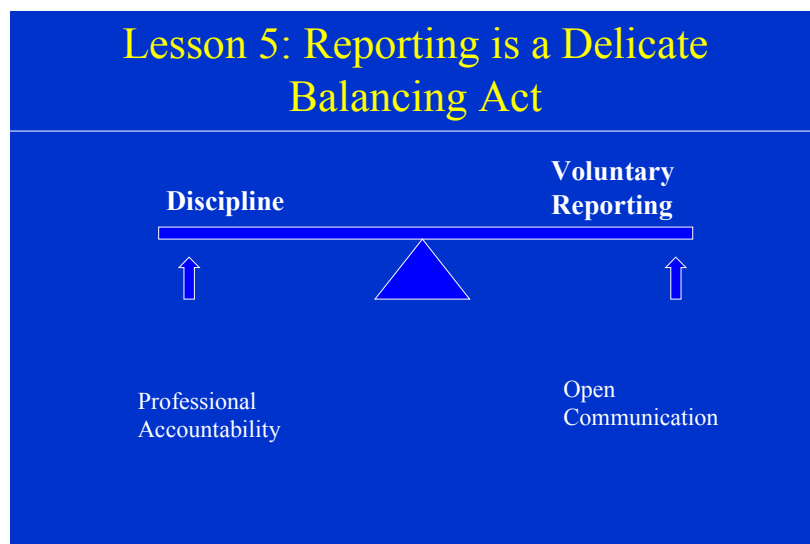 Lesson 5: Reporting is a Delicate
Balancing Act
Discipline
Voluntary
Reporting
Professional
Accountability
Open
Communication